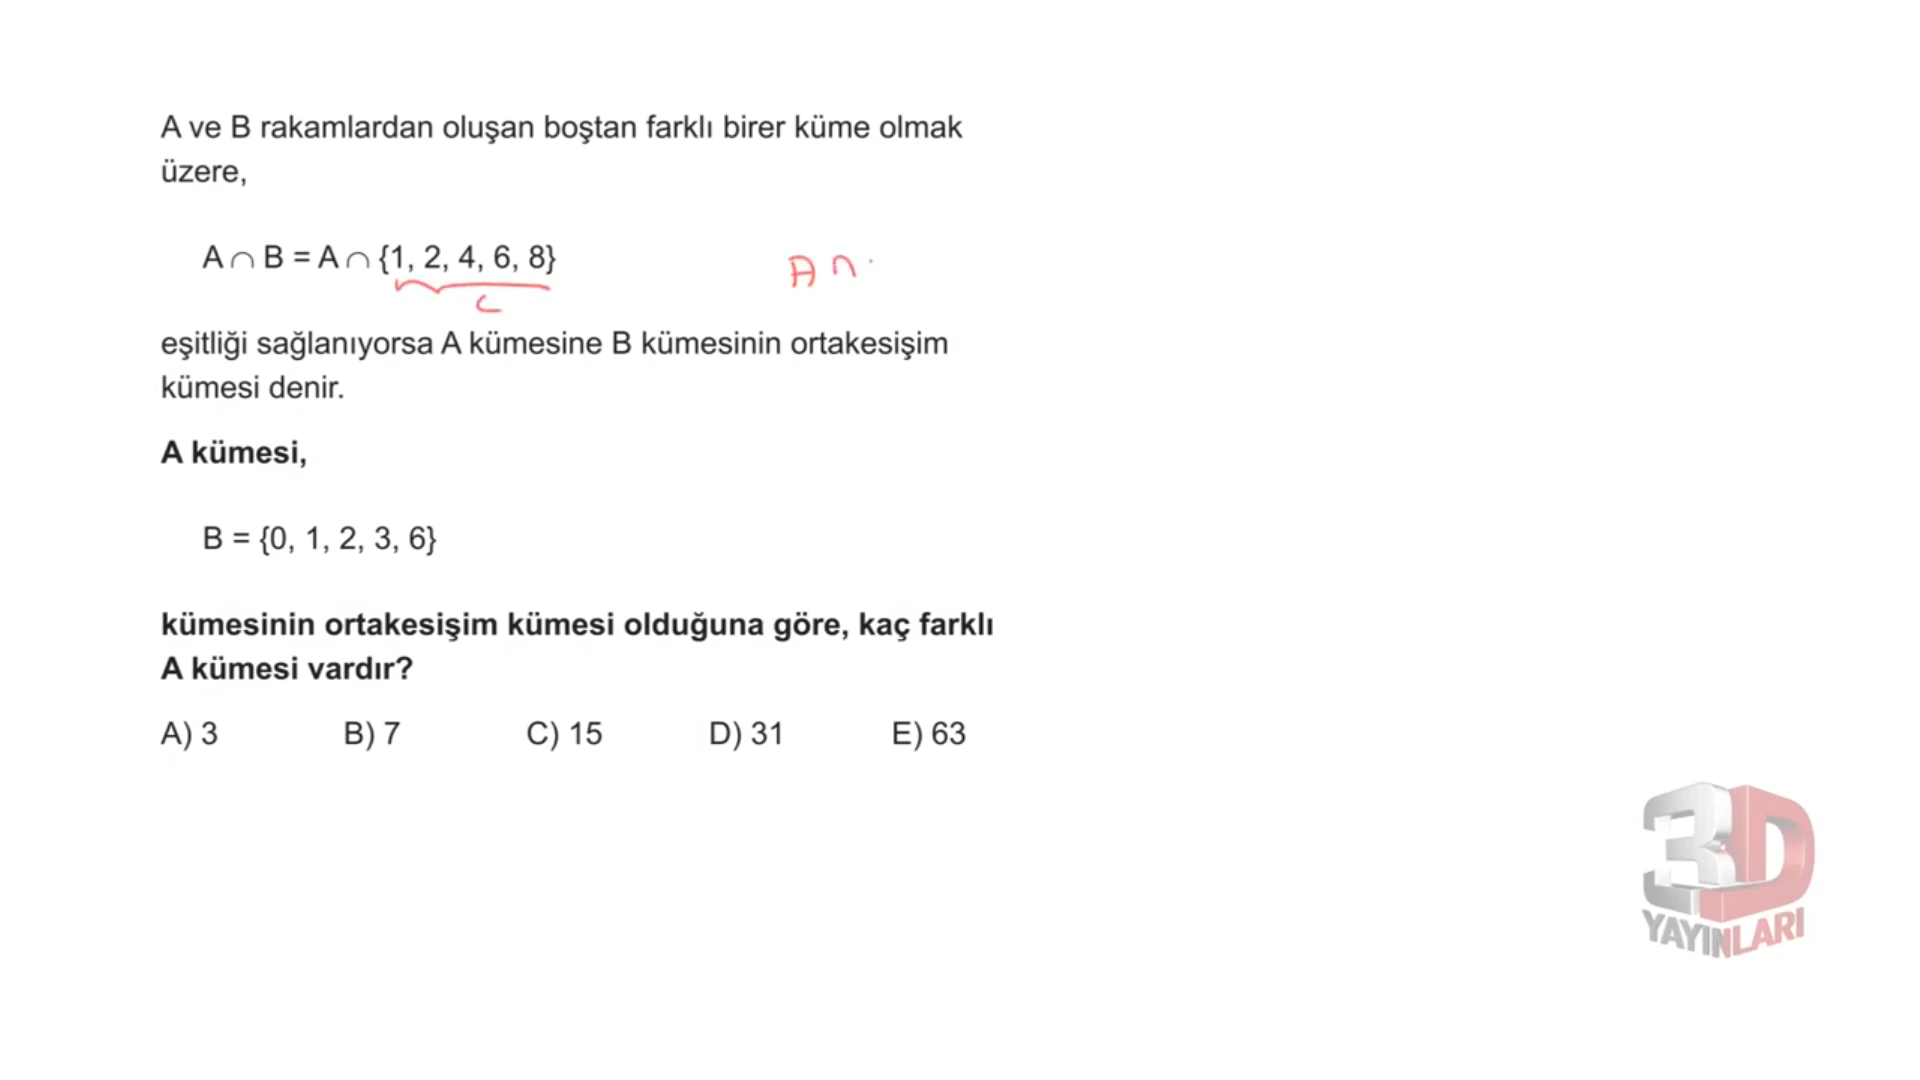 A ve B rakamlardan oluşan boştan farklı birer küme olmak
üzere,
A ∩ B = A ∩ {1, 2, 4, 6, 8}
A ∩
C
eşitliği sağlanıyorsa A kümesine B kümesinin ortakesişim
kümesi denir.
A kümesi,
B = {0, 1, 2, 3, 6}
kümesinin ortakesişim kümesi olduğuna göre, kaç farklı
A kümesi vardır?
A) 3 B) 7 C) 15 D) 31 E) 63
3D
YAYINLARI